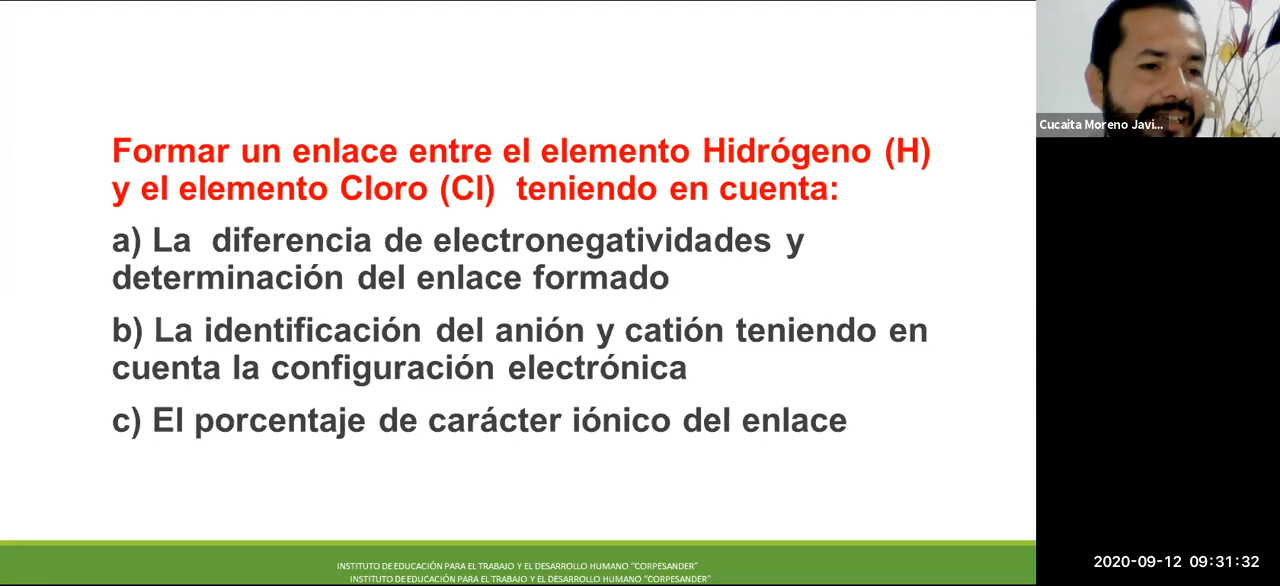 Formar un enlace entre el elemento Hidrógeno (H)
y el elemento Cloro (Cl) teniendo en cuenta:
a) La diferencia de electronegatividades y
determinación del enlace formado
b) La identificación del anión y catión teniendo en
cuenta la configuración electrónica
c) El porcentaje de carácter iónico del enlace
INSTITUTO DE EDUCACIÓN PARA EL TRABAJO Y EL DESARROLLO HUMANO "CORPESANDER"
INSTITUTO DE EDUCACIÓN PARA EL TRABAJO Y EL DESARROLLO HUMANO "CORPESANDER"
Cucaita Moreno Javi...
2020-09-12 09:31:32